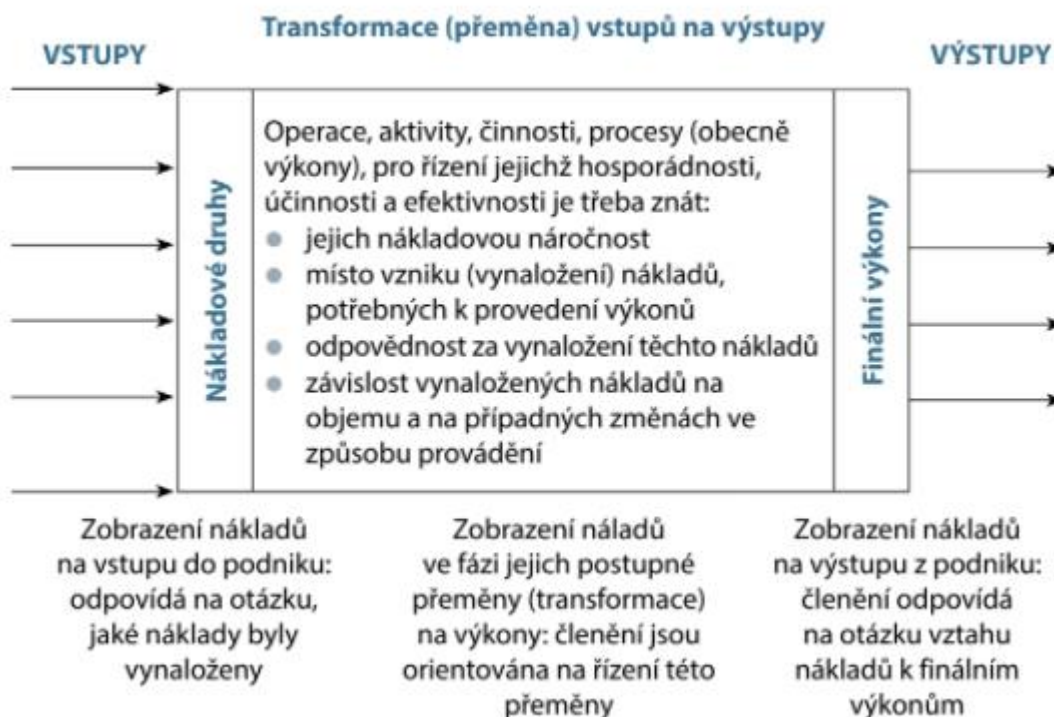 Transformace (přeměna) vstupů na výstupy
VSTUPY
VÝSTUPY
Nákladové druhy
Operace, aktivity, činnosti, procesy (obecně
výkony), pro řízení jejichž hosporádnosti,
účinnosti a efektivnosti je třeba znát:
● jejich nákladovou náročnost
● místo vzniku (vynaložení) nákladů,
potřebných k provedení výkonů
● odpovědnost za vynaložení těchto nákladů
● závislost vynaložených nákladů na
objemu a na případných změnách ve
způsobu provádění
Finální výkony
Zobrazení nákladů
na vstupu do podniku:
odpovídá na otázku,
jaké náklady byly
vynaloženy
Zobrazení náladů
ve fázi jejich postupné
přeměny (transformace)
na výkony: členění jsou
orientována na řízení této
přeměny
Zobrazení nákladů
na výstupu z podniku:
členění odpovídá
na otázku vztahu
nákladů k finálním
výkonům